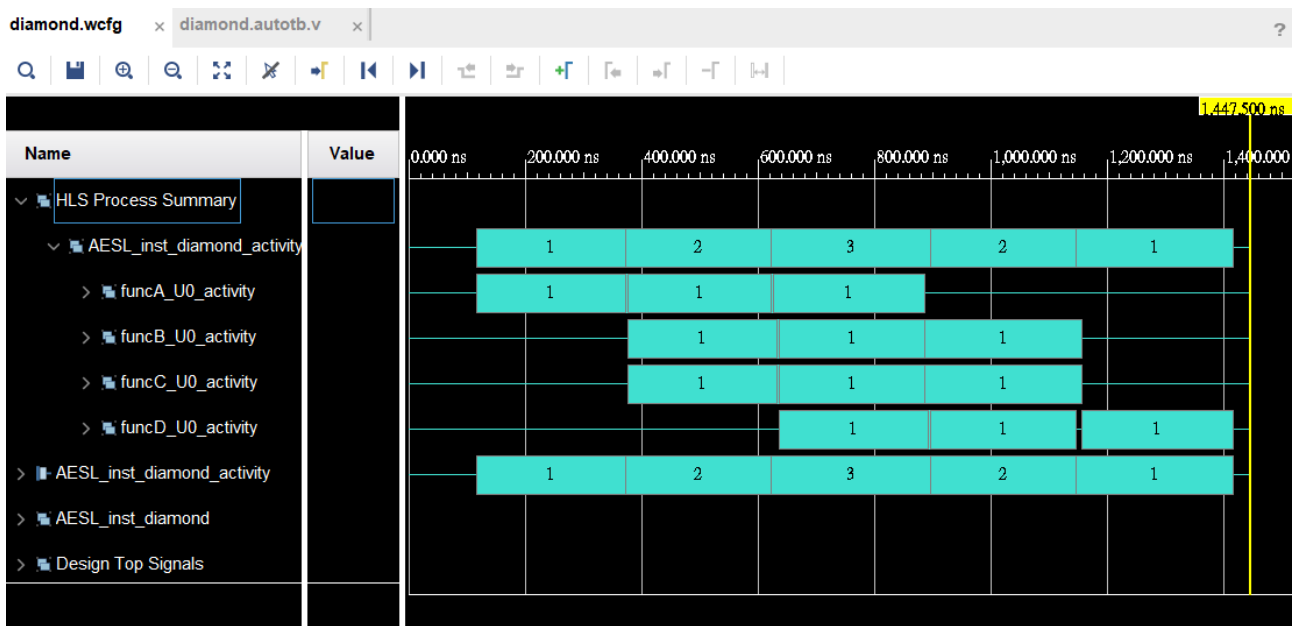 diamond.wcfg × diamond.autotb.v ×
?
1,447.500 ns
Name Value 0.000 ns 200.000 ns 400.000 ns 600.000 ns 800.000 ns 1,000.000 ns 1,200.000 ns 1,400.000
HLS Process Summary
AESL_inst_diamond_activity 1 2 3 2 1
funcA_U0_activity 1 1 1
funcB_U0_activity 1 1 1
funcC_U0_activity 1 1 1
funcD_U0_activity 1 1 1
AESL_inst_diamond_activity 1 2 3 2 1
AESL_inst_diamond
Design Top Signals